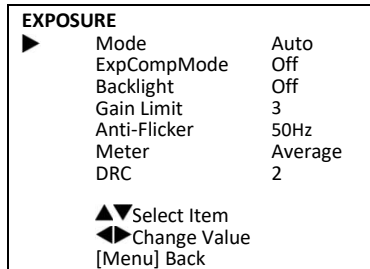 EXPOSURE
▶ Mode Auto
ExpCompMode Off
Backlight Off
Gain Limit 3
Anti-Flicker 50Hz
Meter Average
DRC 2
▲▼Select Item
◀▶Change Value
[Menu] Back